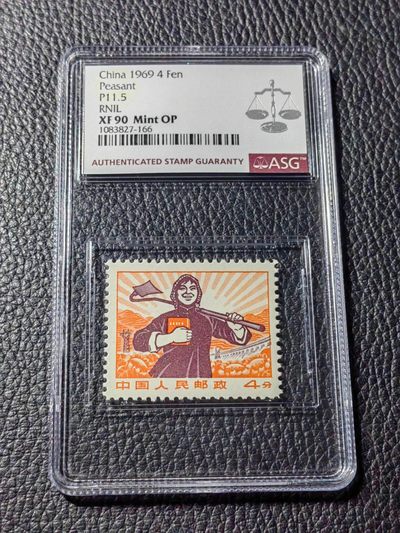 China 1969 4 Fen
Peasant
P11.5
RNIL
XF 90 Mint OP
1083827-166
AUTHENTICATED STAMP GUARANTY
ASG™
中国人民邮政 4分